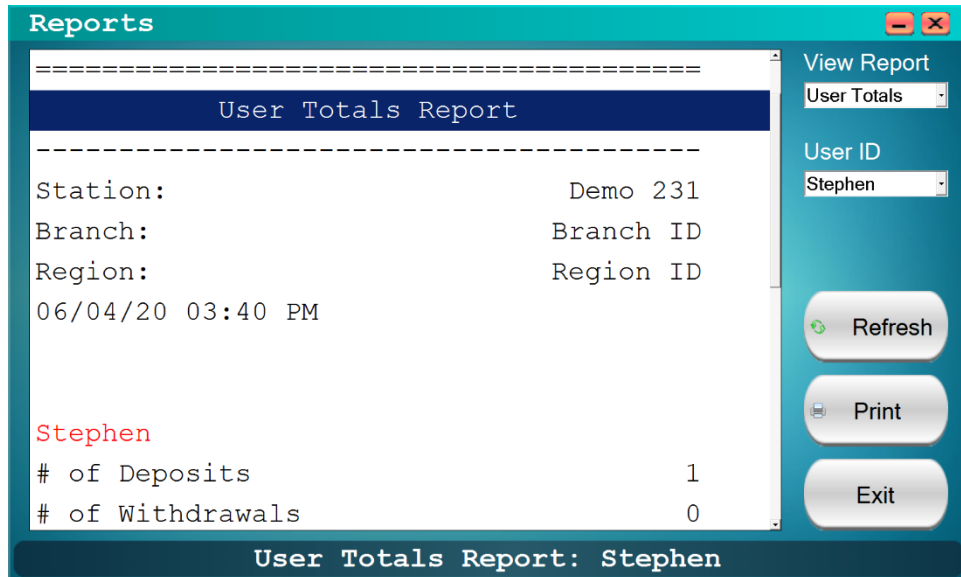 Reports
========================================
User Totals Report
----------------------------------------
Station: Demo 231
Branch: Branch ID
Region: Region ID
06/04/20 03:40 PM
Stephen
# of Deposits 1
# of Withdrawals 0
View Report
User Totals
User ID
Stephen
Refresh
Print
Exit
User Totals Report: Stephen